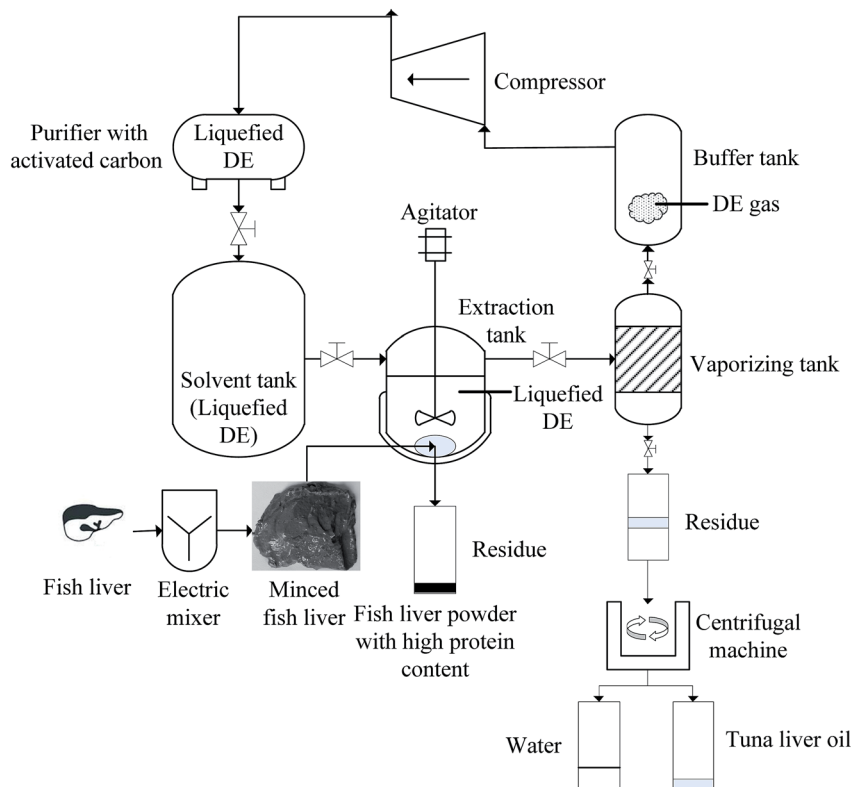 Compressor
Purifier with
activated carbon
Liquefied
DE
Buffer tank
DE gas
Agitator
Extraction
tank
Solvent tank
(Liquefied
DE)
Liquefied
DE
Vaporizing tank
Fish liver
Electric
mixer
Minced
fish liver
Residue
Fish liver powder
with high protein
content
Residue
Centrifugal
machine
Water
Tuna liver oil